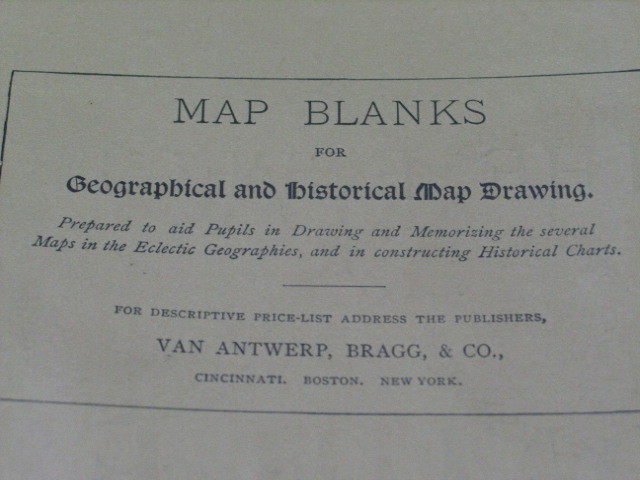 MAP BLANKS
FOR
Geographical and Historical Map Drawing.
Prepared to aid Pupils in Drawing and Memorizing the several
Maps in the Eclectic Geographies, and in constructing Historical Charts.
FOR DESCRIPTIVE PRICE-LIST ADDRESS THE PUBLISHERS,
VAN ANTWERP, BRAGG, & CO.,
CINCINNATI. BOSTON. NEW YORK.